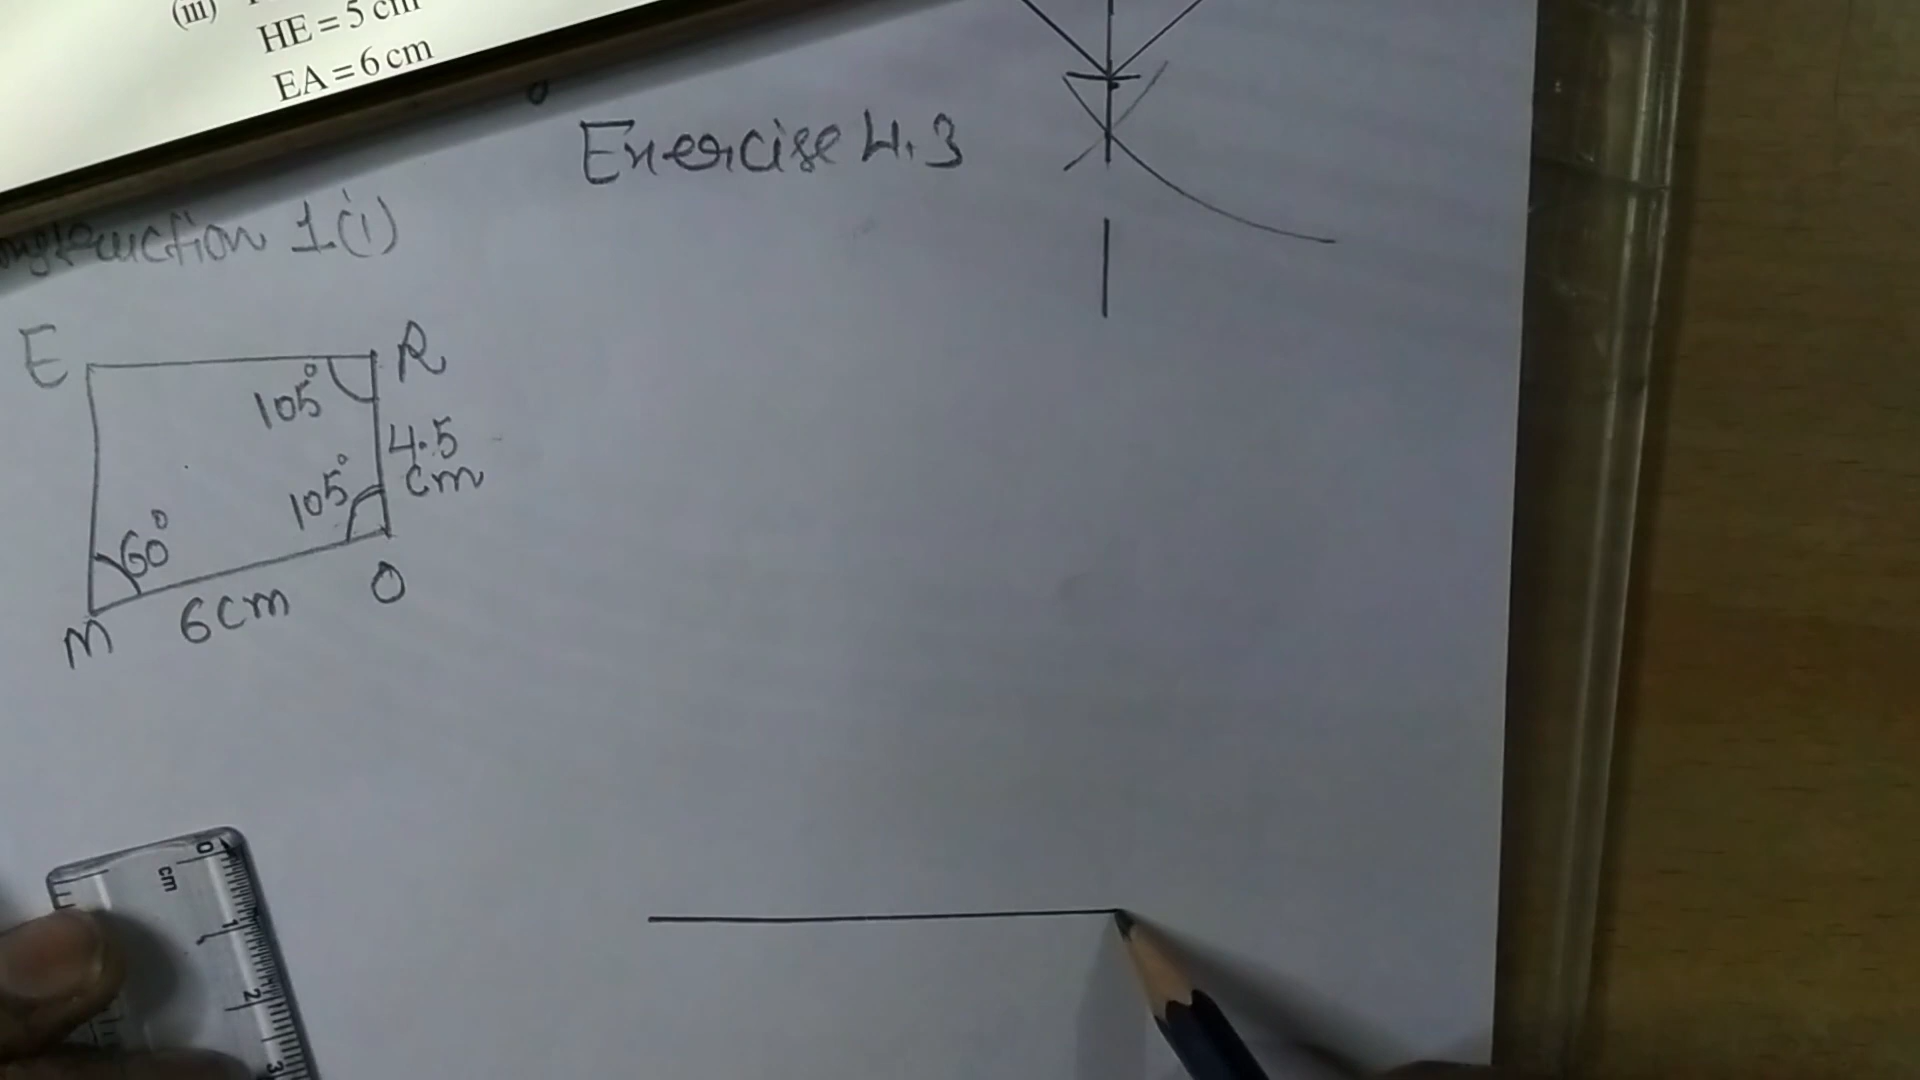 (iii)
HE = 5 cm
EA = 6 cm
Exercise 4.3
1.(i)
E
R
105°
4.5
cm
105°
60°
M
6cm
O
0
cm
1
2
3